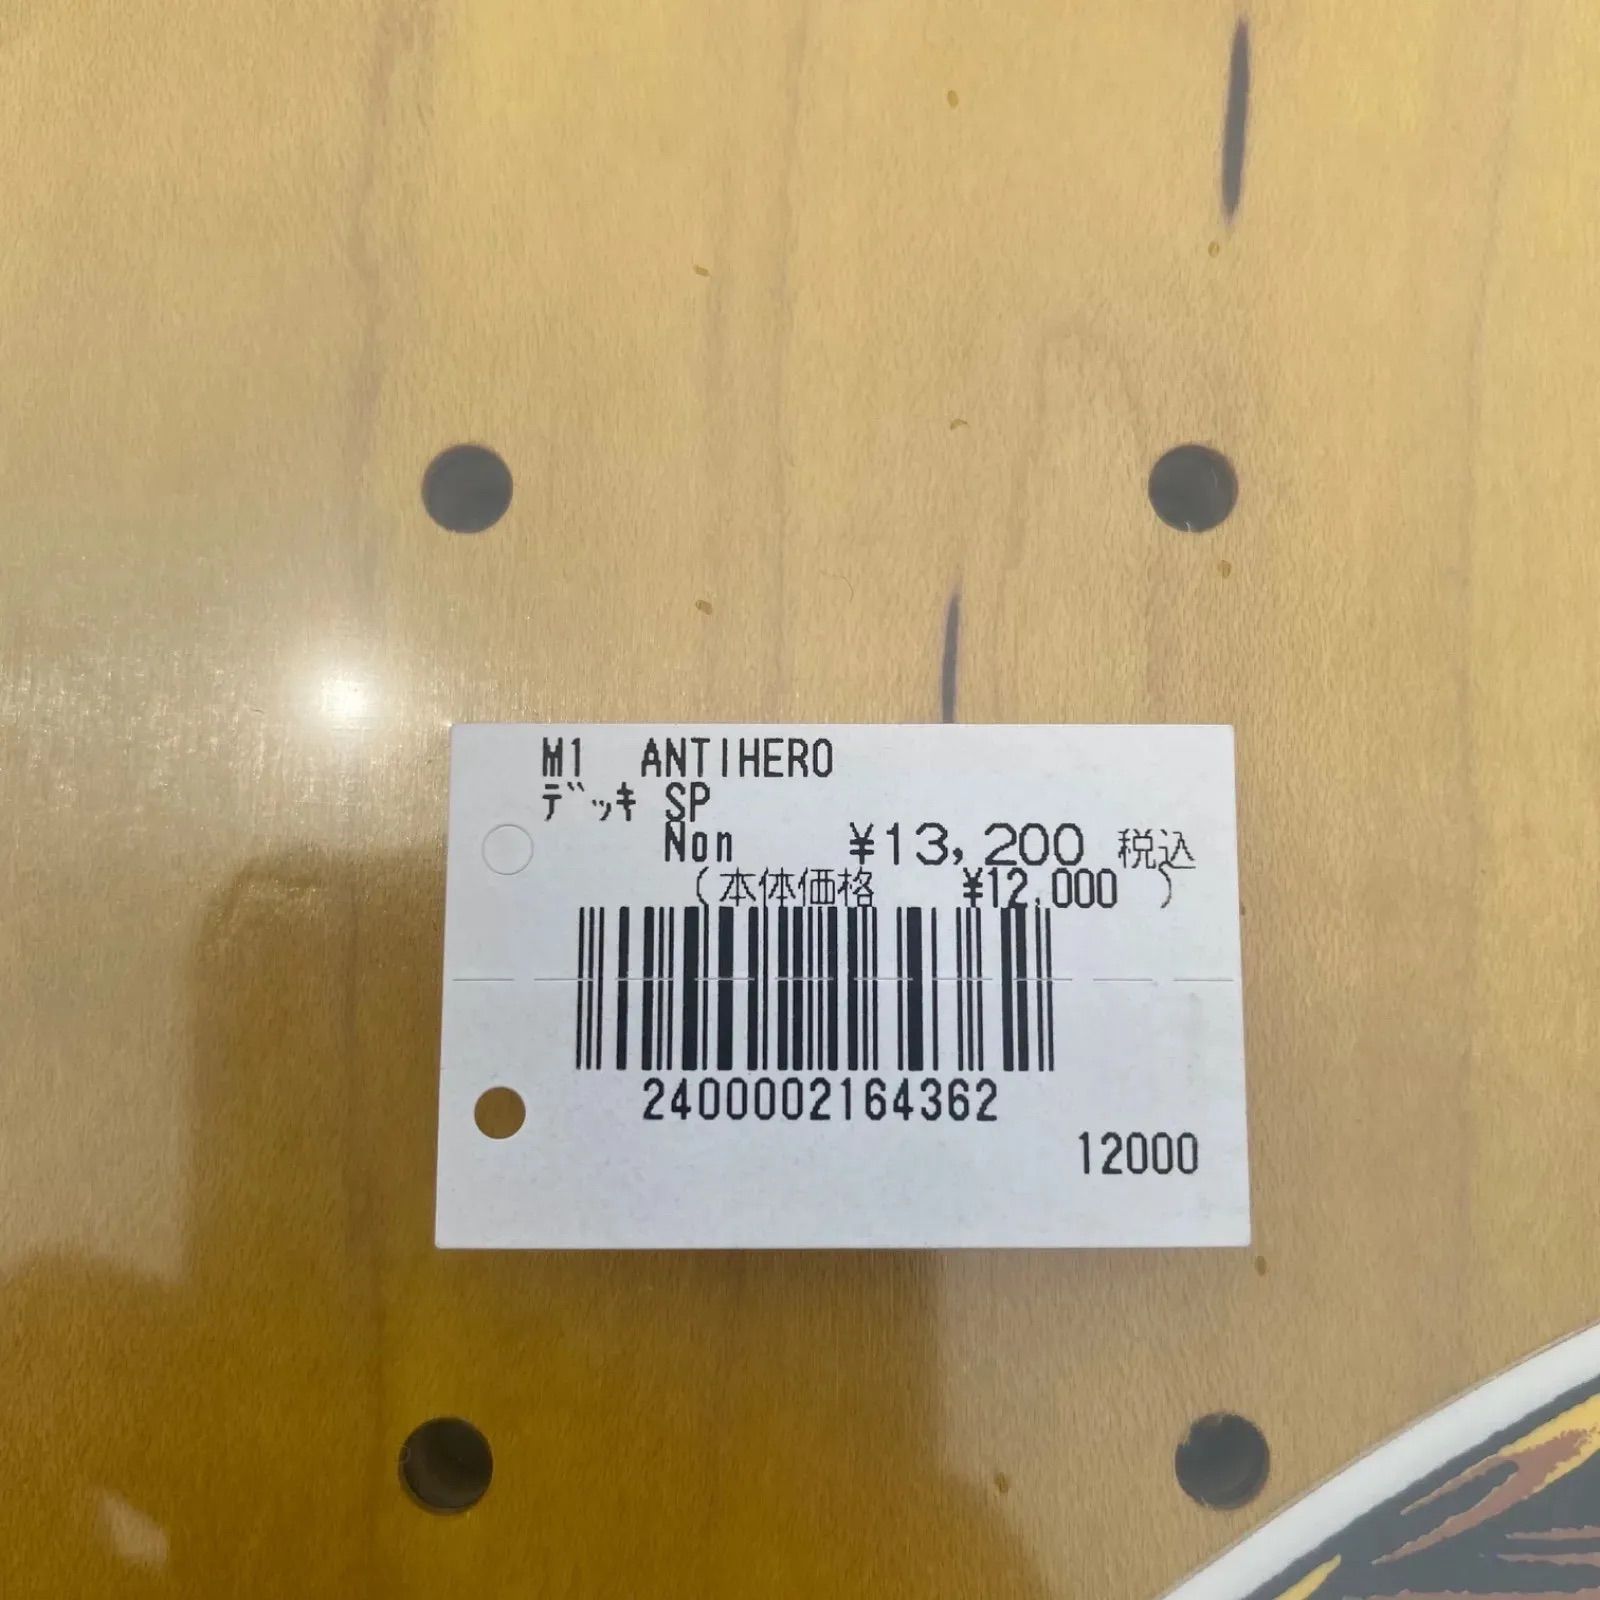 M1 ANTIHERO
ﾃﾞｯｷ SP
Non ¥13,200 税込
(本体価格 ¥12,000 )
2400002164362
12000